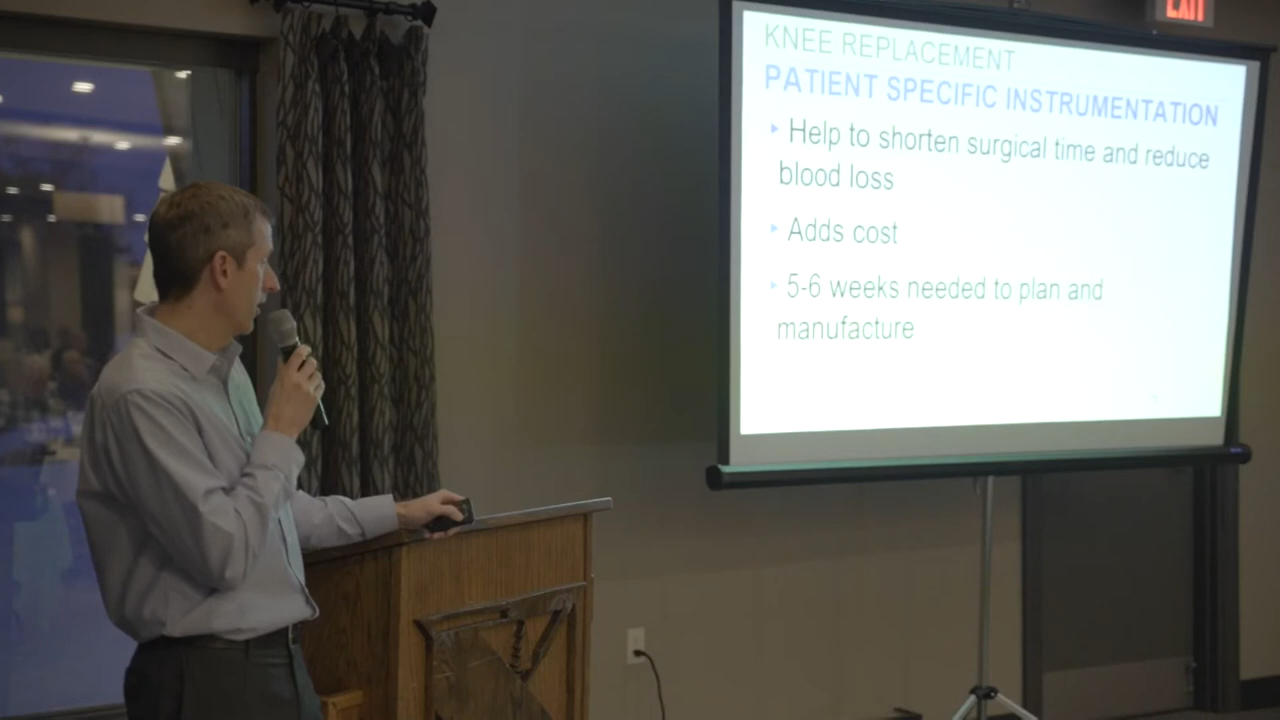 EXIT
KNEE REPLACEMENT
PATIENT SPECIFIC INSTRUMENTATION
‣ Help to shorten surgical time and reduce
blood loss
‣ Adds cost
‣ 5-6 weeks needed to plan and
manufacture